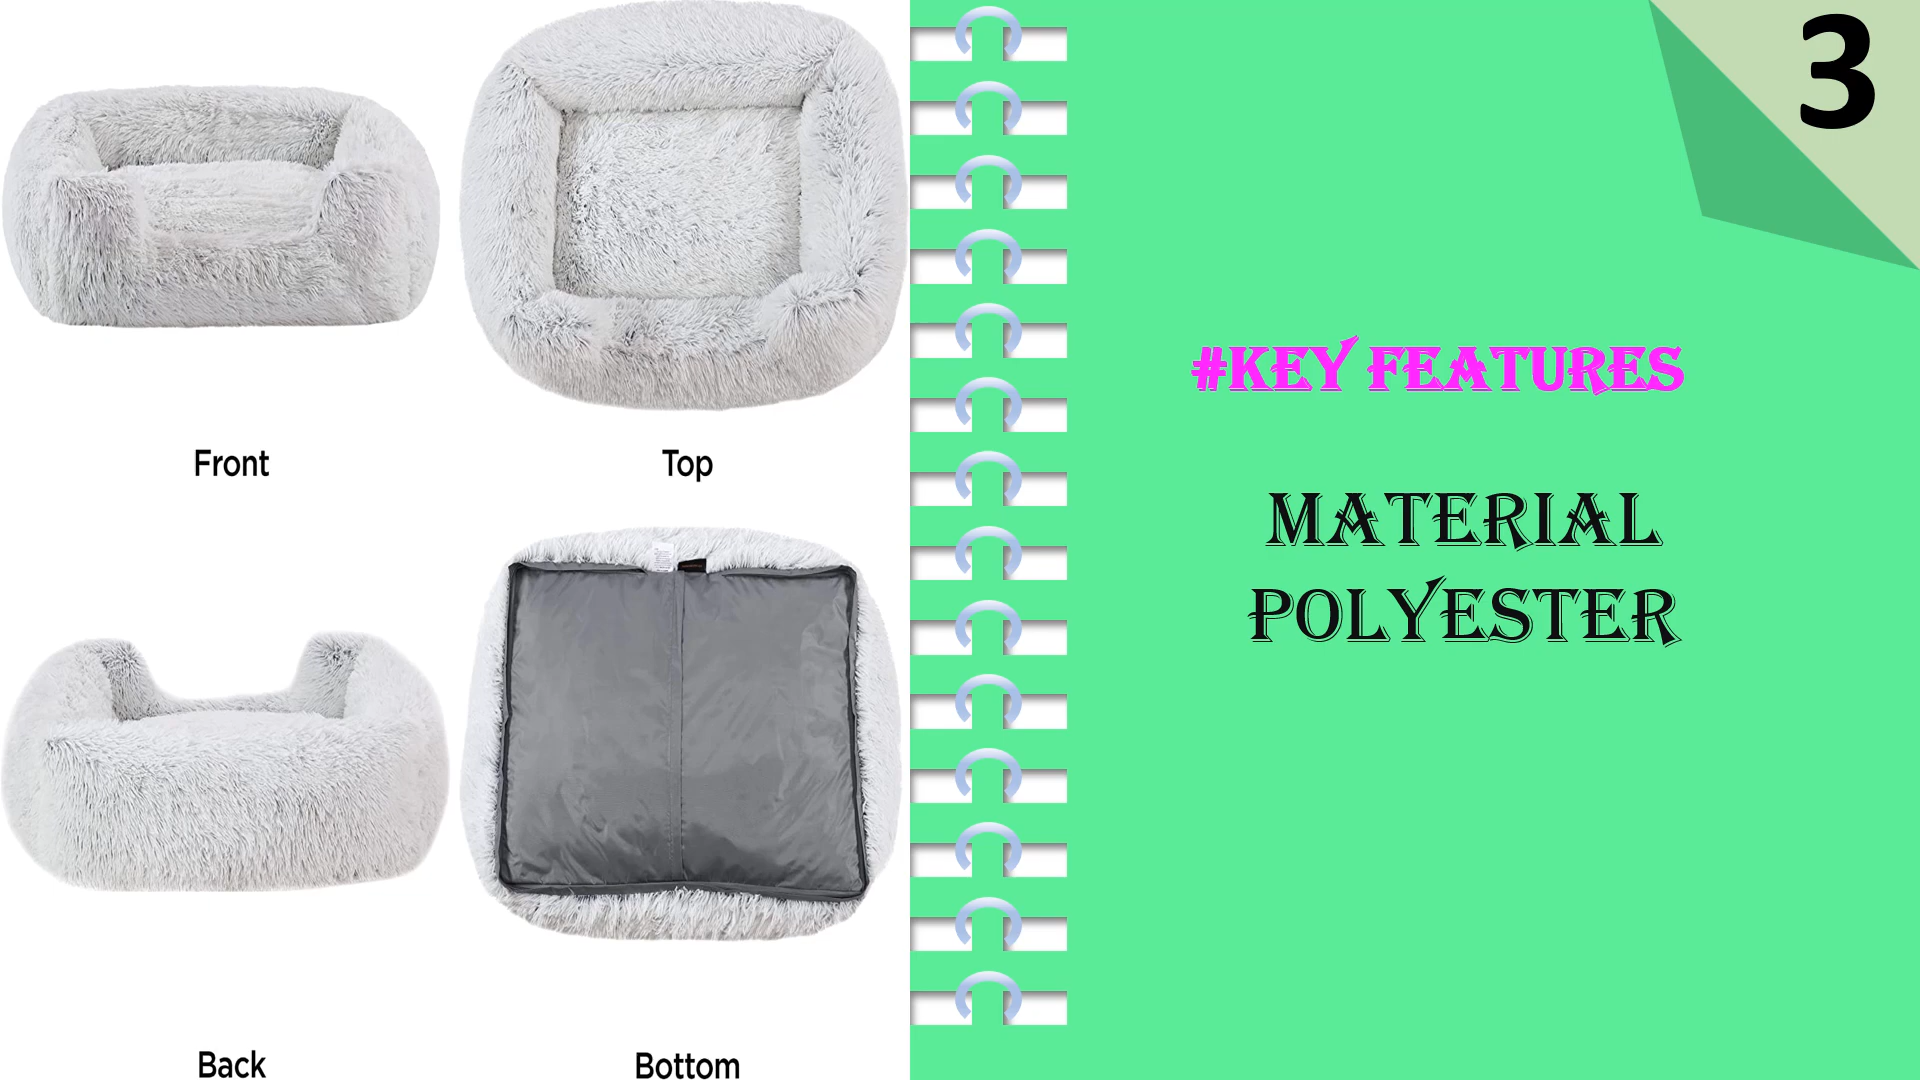 Front
Top
Back
Bottom
3
#KEY FEATURES
MATERIAL
POLYESTER